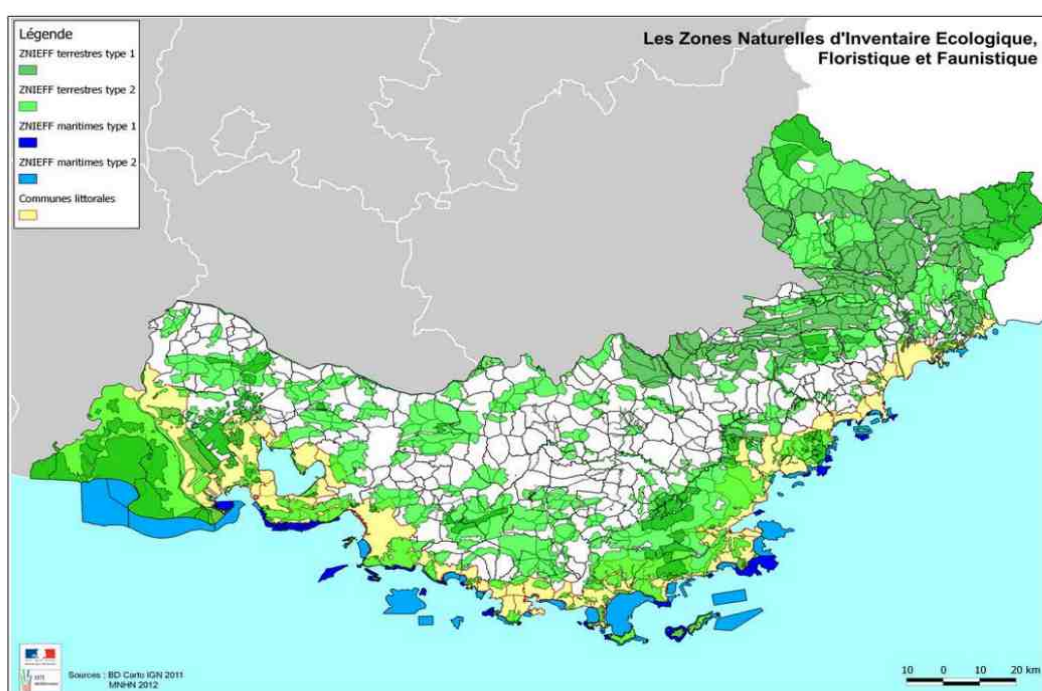 Légende
ZNIEFF terrestres type 1
ZNIEFF terrestres type 2
ZNIEFF maritimes type 1
ZNIEFF maritimes type 2
Communes littorales
Les Zones Naturelles d'Inventaire Ecologique,
Floristique et Faunistique
Sources : BD Carto IGN 2011
MNHN 2012
10 0 10 20 km